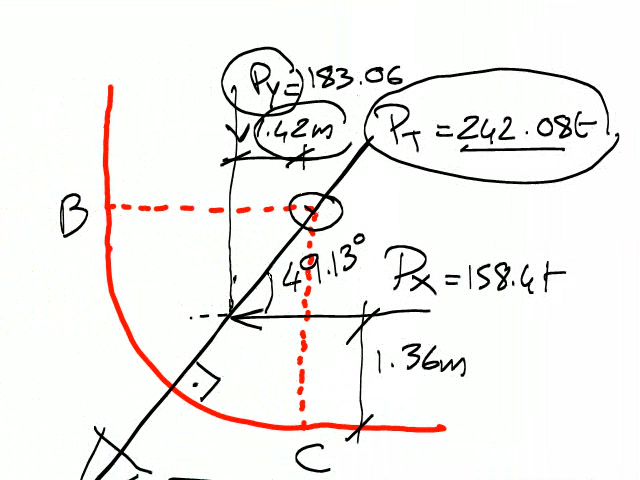 Py=183.06
.42m
PT=242.08t
B
49.13°
Px=158.4t
1.36m
C